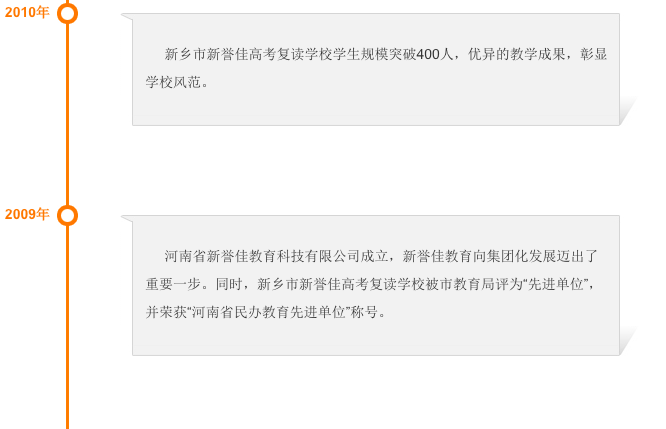 2010年
新乡市新誉佳高考复读学校学生规模突破400人，优异的教学成果，彰显
学校风范。
2009年
河南省新誉佳教育科技有限公司成立，新誉佳教育向集团化发展迈出了
重要一步。同时，新乡市新誉佳高考复读学校被市教育局评为“先进单位”，
并荣获“河南省民办教育先进单位”称号。